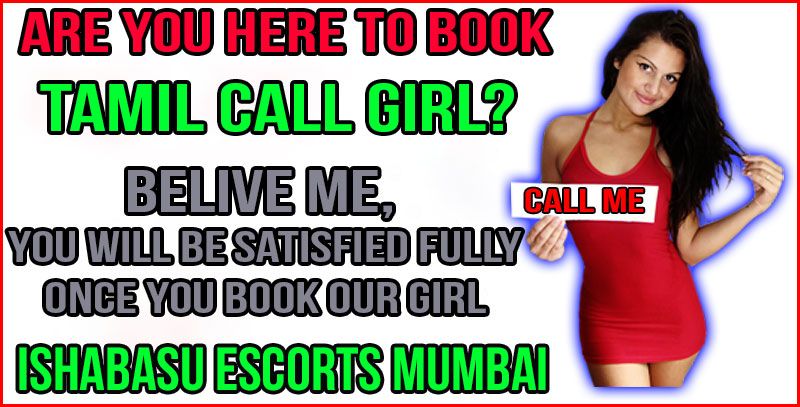 ARE YOU HERE TO BOOK
TAMIL CALL GIRL?
BELIVE ME,
YOU WILL BE SATISFIED FULLY
ONCE YOU BOOK OUR GIRL
ISHABASU ESCORTS MUMBAI
CALL ME